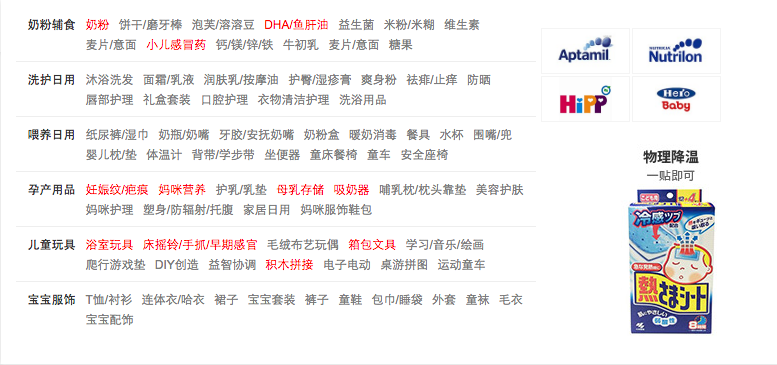 奶粉辅食 奶粉 饼干/磨牙棒 泡芙/溶溶豆 DHA/鱼肝油 益生菌 米粉/米糊 维生素
麦片/意面 小儿感冒药 钙/镁/锌/铁 牛初乳 麦片/意面 糖果
洗护日用 沐浴洗发 面霜/乳液 润肤乳/按摩油 护臀/湿疹膏 爽身粉 祛痱/止痒 防晒
唇部护理 礼盒套装 口腔护理 衣物清洁护理 洗浴用品
喂养日用 纸尿裤/湿巾 奶瓶/奶嘴 牙胶/安抚奶嘴 奶粉盒 暖奶消毒 餐具 水杯 围嘴/兜
婴儿枕/垫 体温计 背带/学步带 坐便器 童床餐椅 童车 安全座椅
孕产用品 妊娠纹/疤痕 妈咪营养 护乳/乳垫 母乳存储 吸奶器 哺乳枕/枕头靠垫 美容护肤
妈咪护理 塑身/防辐射/托腹 家居日用 妈咪服饰鞋包
儿童玩具 浴室玩具 床摇铃/手抓/早期感官 毛绒布艺玩偶 箱包文具 学习/音乐/绘画
爬行游戏垫 DIY创造 益智协调 积木拼接 电子电动 桌游拼图 运动童车
宝宝服饰 T恤/衬衫 连体衣/哈衣 裙子 宝宝套装 裤子 童鞋 包巾/睡袋 外套 童袜 毛衣
宝宝配饰
Aptamil
NUTRICIA
Nutrilon
HiPP
Hero
Baby
物理降温
一贴即可
こども用
冷感ツブ
配合
熱さまシート
肌にやさしい
弱酸性
8